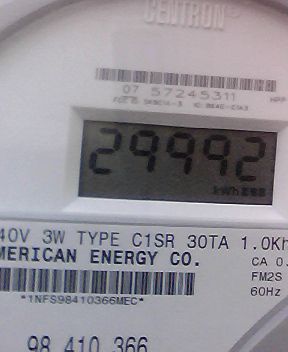 CENTRON®
07 57245311
29992
kWh
40V 3W TYPE C1SR 30TA 1.0Kh
MERICAN ENERGY CO.
CA 0.
FM2S
60Hz
*1NFS98410366MEC*
98 410 366